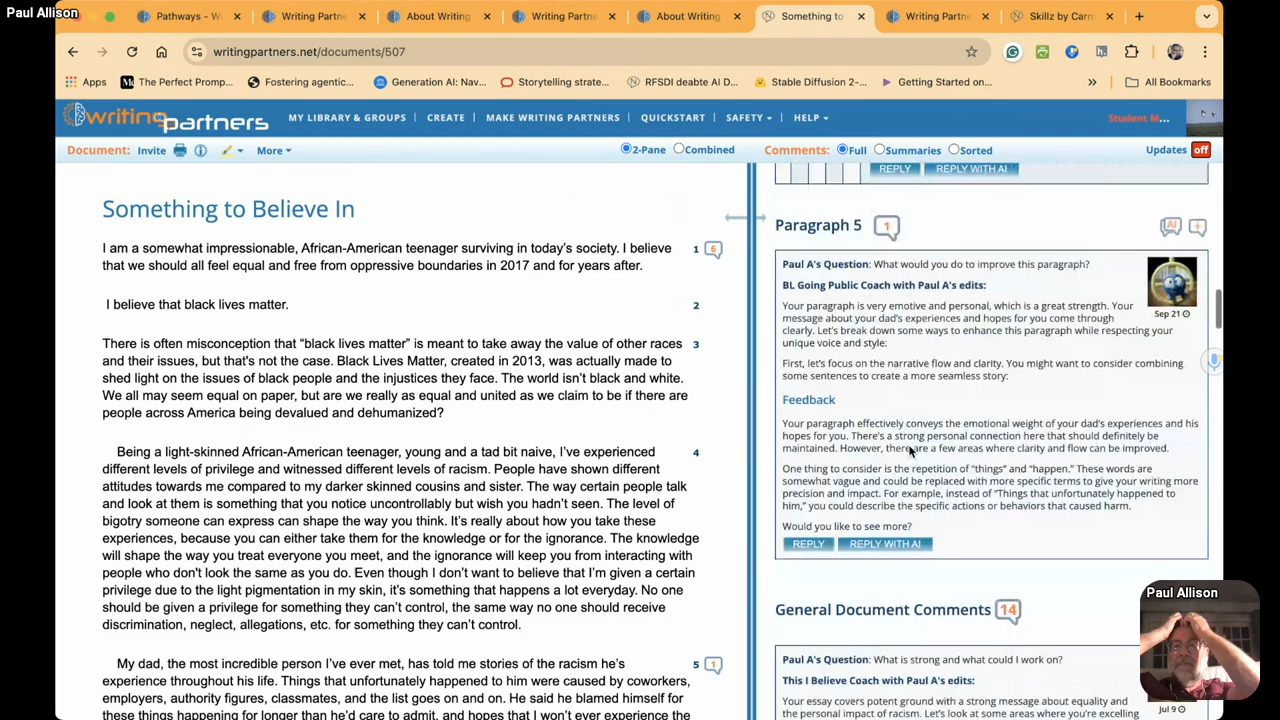 Paul Allison
Pathways - W
Writing Partne
About Writing
Writing Partne
About Writing
Something to
Writing Partne
Skillz by Carm
writingpartners.net/documents/507
Apps
The Perfect Promp...
Fostering agentic...
Generation AI: Nav...
Storytelling strate...
RFSDI deabte AI D...
Stable Diffusion 2-...
Getting Started on...
All Bookmarks
writing partners
MY LIBRARY & GROUPS
CREATE
MAKE WRITING PARTNERS
QUICKSTART
SAFETY
HELP
Student M...
Document:
Invite
More
2-Pane
Combined
Comments:
Full
Summaries
Sorted
Updates
off
Something to Believe In
I am a somewhat impressionable, African-American teenager surviving in today's society. I believe
1
6
that we should all feel equal and free from oppressive boundaries in 2017 and for years after.
I believe that black lives matter.
2
There is often misconception that “black lives matter” is meant to take away the value of other races
3
and their issues, but that's not the case. Black Lives Matter, created in 2013, was actually made to
shed light on the issues of black people and the injustices they face. The world isn't black and white.
We all may seem equal on paper, but are we really as equal and united as we claim to be if there are
people across America being devalued and dehumanized?
Being a light-skinned African-American teenager, young and a tad bit naive, I've experienced
4
different levels of privilege and witnessed different levels of racism. People have shown different
attitudes towards me compared to my darker skinned cousins and sister. The way certain people talk
and look at them is something that you notice uncontrollably but wish you hadn't seen. The level of
bigotry someone can express can shape the way you think. It's really about how you take these
experiences, because you can either take them for the knowledge or for the ignorance. The knowledge
will shape the way you treat everyone you meet, and the ignorance will keep you from interacting with
people who don't look the same as you do. Even though I don't want to believe that I'm given a certain
privilege due to the light pigmentation in my skin, it's something that happens a lot everyday. No one
should be given a privilege for something they can't control, the same way no one should receive
discrimination, neglect, allegations, etc. for something they can't control.
My dad, the most incredible person I've ever met, has told me stories of the racism he's
5
1
experience throughout his life. Things that unfortunately happened to him were caused by coworkers,
employers, authority figures, classmates, and the list goes on and on. He said he blamed himself for
these things happening for longer than he'd care to admit, and hopes that I won't ever experience the
REPLY
REPLY WITH AI
Paragraph 5
1
AI
Paul A's Question: What would you do to improve this paragraph?
BL Going Public Coach with Paul A's edits:
Sep 21
Your paragraph is very emotive and personal, which is a great strength. Your
message about your dad's experiences and hopes for you come through
clearly. Let's break down some ways to enhance this paragraph while respecting your
unique voice and style:
First, let's focus on the narrative flow and clarity. You might want to consider combining
some sentences to create a more seamless story:
Feedback
Your paragraph effectively conveys the emotional weight of your dad's experiences and his
hopes for you. There's a strong personal connection here that should definitely be
maintained. However, there are a few areas where clarity and flow can be improved.
One thing to consider is the repetition of “things” and “happen.” These words are
somewhat vague and could be replaced with more specific terms to give your writing more
precision and impact. For example, instead of “Things that unfortunately happened to
him,” you could describe the specific actions or behaviors that caused harm.
Would you like to see more?
REPLY
REPLY WITH AI
General Document Comments
14
Paul A's Question: What is strong and what could I work on?
This I Believe Coach with Paul A's edits:
Your essay covers potent ground with a strong message about equality and
the personal impact of racism. Let's look at some areas where you're excelling
Jul 9
Paul Allison